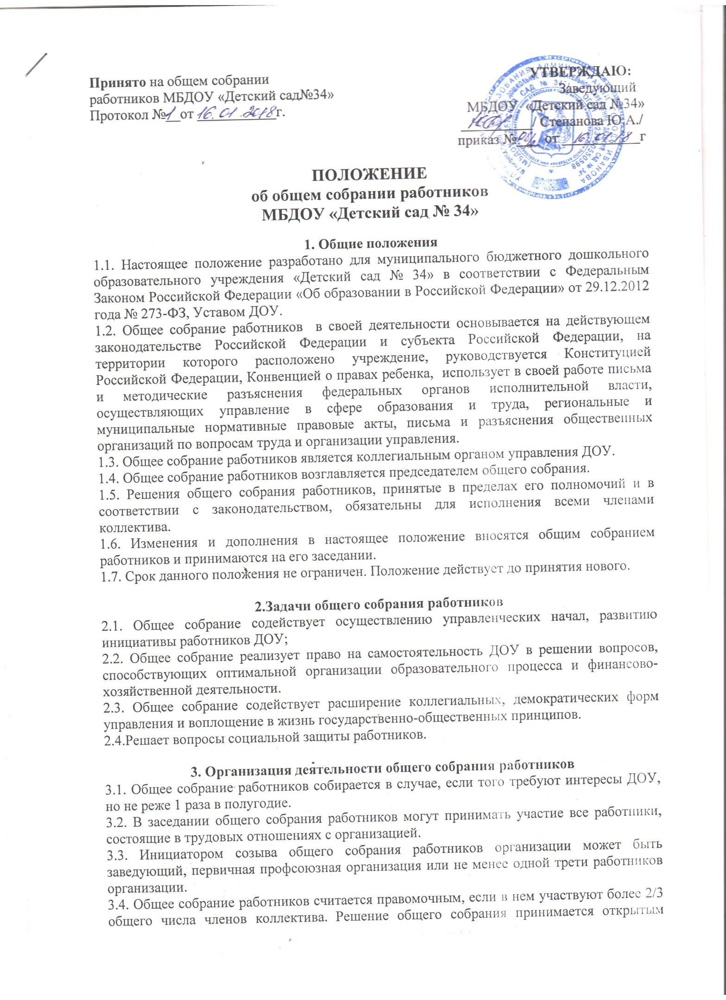 Принято на общем собрании
работников МБДОУ «Детский сад№34»
Протокол №1 от 16.01.2018г.
УТВЕРЖДАЮ:
Заведующий
МБДОУ «Детский сад №34»
/ Степанова Ю.А./
приказ № от 16.01.18 г
ПОЛОЖЕНИЕ
об общем собрании работников
МБДОУ «Детский сад № 34»
1. Общие положения
1.1. Настоящее положение разработано для муниципального бюджетного дошкольного
образовательного учреждения «Детский сад № 34» в соответствии с Федеральным
Законом Российской Федерации «Об образовании в Российской Федерации» от 29.12.2012
года № 273-ФЗ, Уставом ДОУ.
1.2. Общее собрание работников в своей деятельности основывается на действующем
законодательстве Российской Федерации и субъекта Российской Федерации, на
территории которого расположено учреждение, руководствуется Конституцией
Российской Федерации, Конвенцией о правах ребенка, использует в своей работе письма
и методические разъяснения федеральных органов исполнительной власти,
осуществляющих управление в сфере образования и труда, региональные и
муниципальные нормативные правовые акты, письма и разъяснения общественных
организаций по вопросам труда и организации управления.
1.3. Общее собрание работников является коллегиальным органом управления ДОУ.
1.4. Общее собрание работников возглавляется председателем общего собрания.
1.5. Решения общего собрания работников, принятые в пределах его полномочий и в
соответствии с законодательством, обязательны для исполнения всеми членами
коллектива.
1.6. Изменения и дополнения в настоящее положение вносятся общим собранием
работников и принимаются на его заседании.
1.7. Срок данного положения не ограничен. Положение действует до принятия нового.
2.Задачи общего собрания работников
2.1. Общее собрание содействует осуществлению управленческих начал, развитию
инициативы работников ДОУ;
2.2. Общее собрание реализует право на самостоятельность ДОУ в решении вопросов,
способствующих оптимальной организации образовательного процесса и финансово-
хозяйственной деятельности.
2.3. Общее собрание содействует расширение коллегиальных, демократических форм
управления и воплощение в жизнь государственно-общественных принципов.
2.4.Решает вопросы социальной защиты работников.
3. Организация деятельности общего собрания работников
3.1. Общее собрание работников собирается в случае, если того требуют интересы ДОУ,
но не реже 1 раза в полугодие.
3.2. В заседании общего собрания работников могут принимать участие все работники,
состоящие в трудовых отношениях с организацией.
3.3. Инициатором созыва общего собрания работников организации может быть
заведующий, первичная профсоюзная организация или не менее одной трети работников
организации.
3.4. Общее собрание работников считается правомочным, если в нем участвуют более 2/3
общего числа членов коллектива. Решение общего собрания принимается открытым